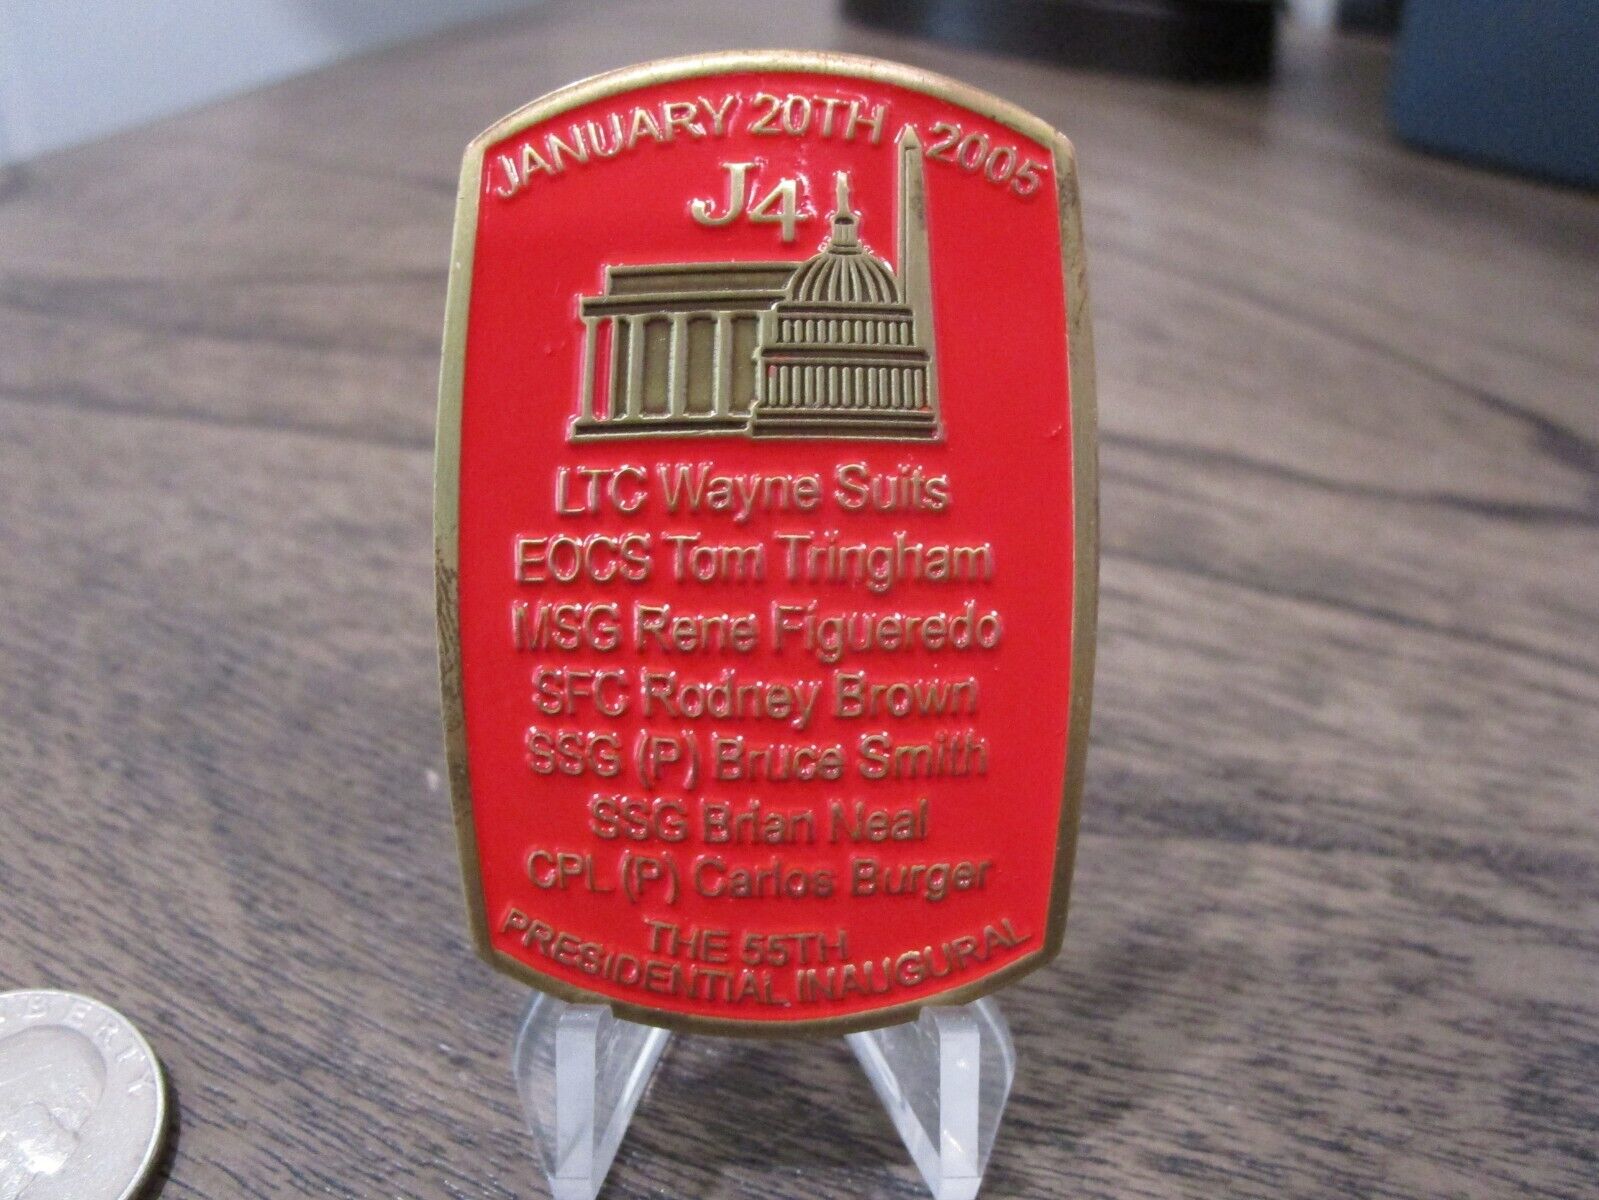 JANUARY 20TH 2005
J4
LTC Wayne Suits
EOCS Tom Tringham
MSG Rene Figueredo
SFC Rodney Brown
SSG (P) Bruce Smith
SSG Brian Neal
CPL (P) Carlos Burger
THE 55TH
PRESIDENTIAL INAUGURAL